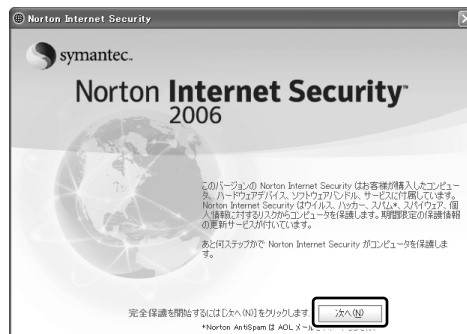 Norton Internet Security
symantec.
Norton Internet Security™
2006
このバージョンの Norton Internet Security はお客様が購入したコンピュー
タ、ハードウェアデバイス、ソフトウェアバンドル、サービスに付属しています。
Norton Internet Security はウイルス、ハッカー、スパム*、スパイウェア、個
人情報に対するリスクからコンピュータを保護します。期間限定の保護情報
の更新サービスが付いています。
あと何ステップかで Norton Internet Security がコンピュータを保護しま
す。
完全保護を開始するには[次へ(N)]をクリックします
次へ(N)
*Norton AntiSpam は AOL メール